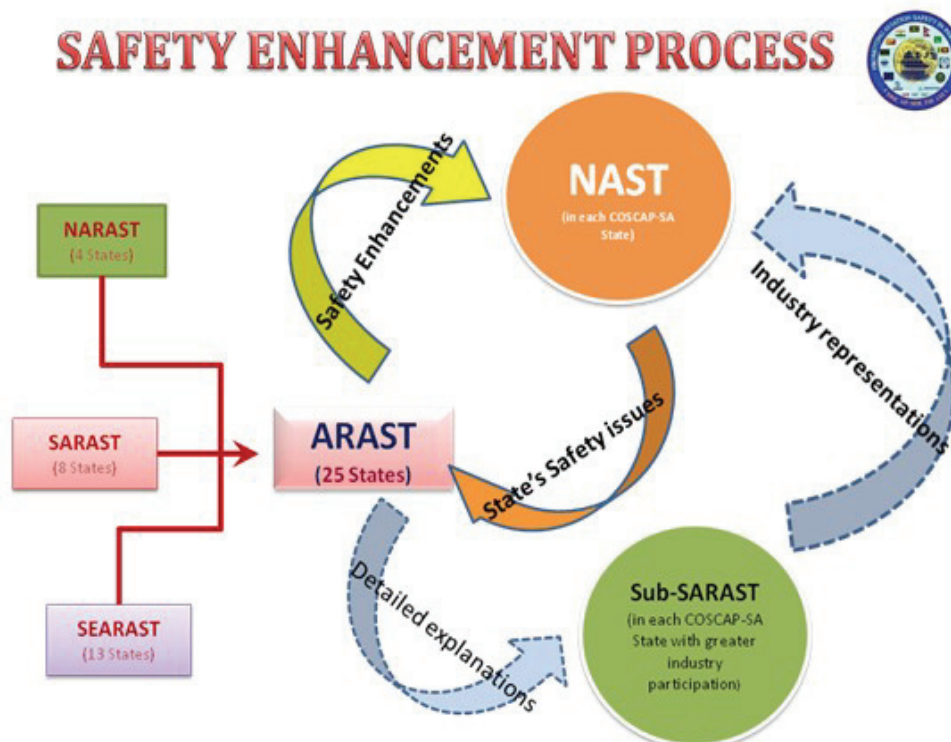 SAFETY ENHANCEMENT PROCESS
NARAST
(4 States)
SARAST
(8 States)
SEARAST
(13 States)
ARAST
(25 States)
Safety Enhancements
NAST
(in each COSCAP-SA
State)
State's Safety issues
Industry representations
Detailed explanations
Sub-SARAST
(in each COSCAP-SA
State with greater
industry
participation)